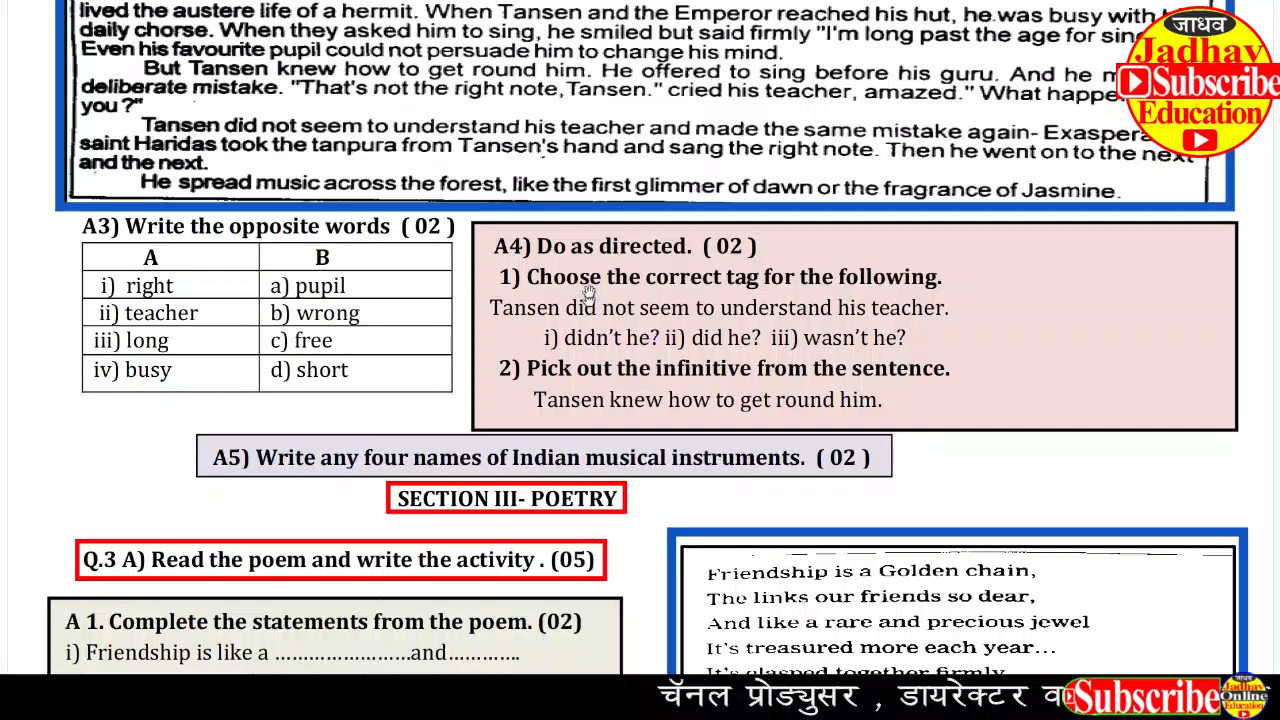 lived the austere life of a hermit. When Tansen and the Emperor reached his hut, he was busy with
daily chorse. When they asked him to sing, he smiled but said firmly "I'm long past the age for
Even his favourite pupil could not persuade him to change his mind.
But Tansen knew how to get round him. He offered to sing before his guru. And he
deliberate mistake. "That's not the right note, Tansen." cried his teacher, amazed." What
you?"
Tansen did not seem to understand his teacher and made the same mistake again-
saint Haridas took the tanpura from Tansen's hand and sang the right note. Then he went on to the next
and the next.
He spread music across the forest, like the first glimmer of dawn or the fragrance of Jasmine.
जाधव
Jadhav
Subscribe
Education
A3) Write the opposite words ( 02 )
A B
i) right a) pupil
ii) teacher b) wrong
iii) long c) free
iv) busy d) short
A4) Do as directed. ( 02 )
1) Choose the correct tag for the following.
Tansen did not seem to understand his teacher.
i) didn't he? ii) did he? iii) wasn't he?
2) Pick out the infinitive from the sentence.
Tansen knew how to get round him.
A5) Write any four names of Indian musical instruments. ( 02 )
SECTION III- POETRY
Q.3 A) Read the poem and write the activity . (05)
A 1. Complete the statements from the poem. (02)
i) Friendship is like a ……………………and………….
Friendship is a Golden chain,
The links our friends so dear,
And like a rare and precious jewel
It's treasured more each year...
It's clasped together firmly
चॅनल प्रोड्युसर , डायरेक्टर व
Subscribe
जाधव
Jadhav
Online
Education